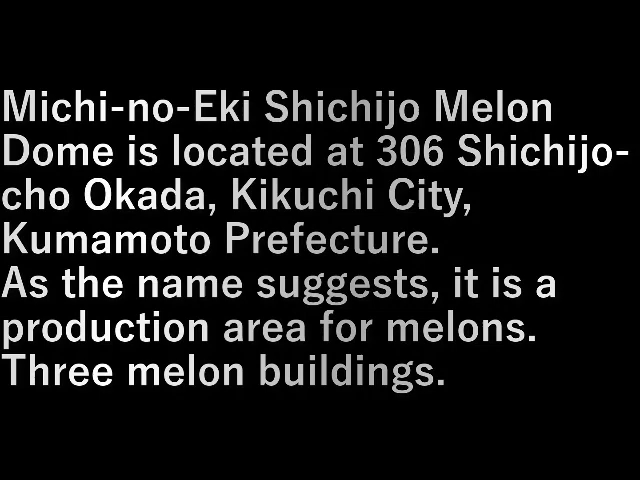 Michi-no-Eki Shichijo Melon
Dome is located at 306 Shichijo-
cho Okada, Kikuchi City,
Kumamoto Prefecture.
As the name suggests, it is a
production area for melons.
Three melon buildings.